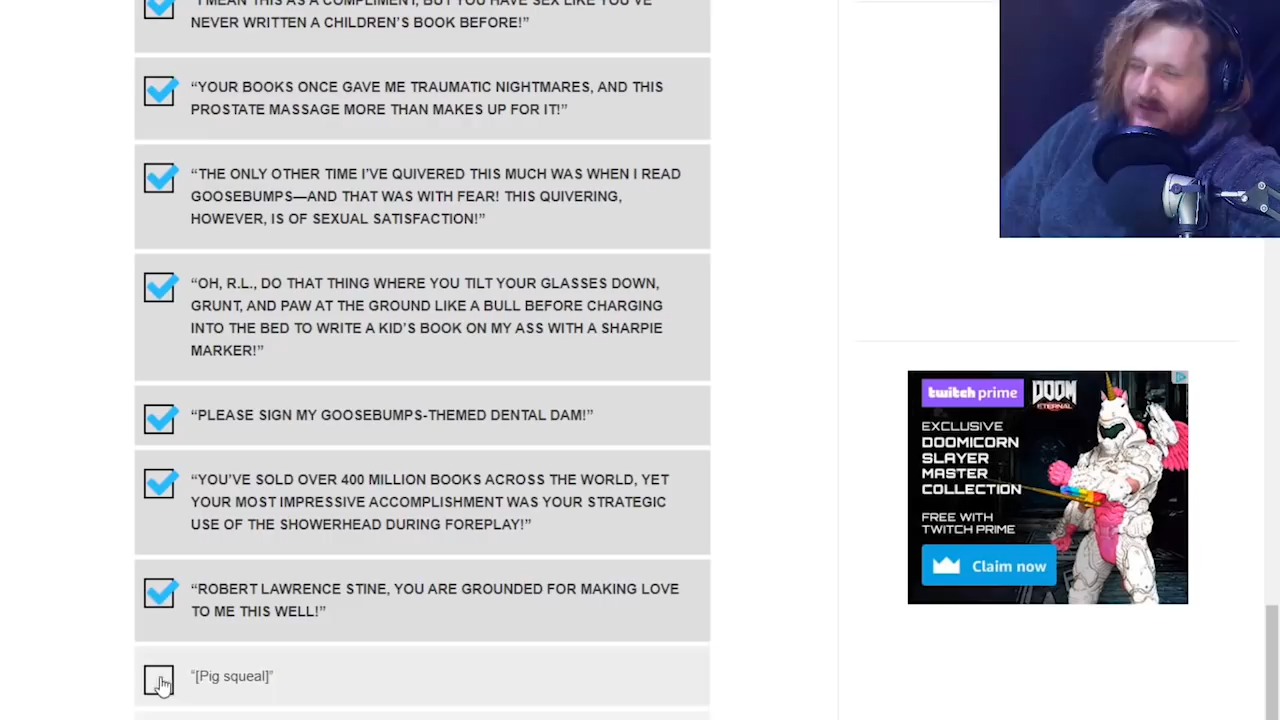 “I MEAN THIS AS A COMPLIMENT, BUT YOU HAVE SEX LIKE YOU’VE
NEVER WRITTEN A CHILDREN’S BOOK BEFORE!”
“YOUR BOOKS ONCE GAVE ME TRAUMATIC NIGHTMARES, AND THIS
PROSTATE MASSAGE MORE THAN MAKES UP FOR IT!”
“THE ONLY OTHER TIME I’VE QUIVERED THIS MUCH WAS WHEN I READ
GOOSEBUMPS—AND THAT WAS WITH FEAR! THIS QUIVERING,
HOWEVER, IS OF SEXUAL SATISFACTION!”
“OH, R.L., DO THAT THING WHERE YOU TILT YOUR GLASSES DOWN,
GRUNT, AND PAW AT THE GROUND LIKE A BULL BEFORE CHARGING
INTO THE BED TO WRITE A KID’S BOOK ON MY ASS WITH A SHARPIE
MARKER!”
“PLEASE SIGN MY GOOSEBUMPS-THEMED DENTAL DAM!”
“YOU’VE SOLD OVER 400 MILLION BOOKS ACROSS THE WORLD, YET
YOUR MOST IMPRESSIVE ACCOMPLISHMENT WAS YOUR STRATEGIC
USE OF THE SHOWERHEAD DURING FOREPLAY!”
“ROBERT LAWRENCE STINE, YOU ARE GROUNDED FOR MAKING LOVE
TO ME THIS WELL!”
“[Pig squeal]”
twitch prime
DOOM
ETERNAL
EXCLUSIVE
DOOMICORN
SLAYER
MASTER
COLLECTION
FREE WITH
TWITCH PRIME
Claim now